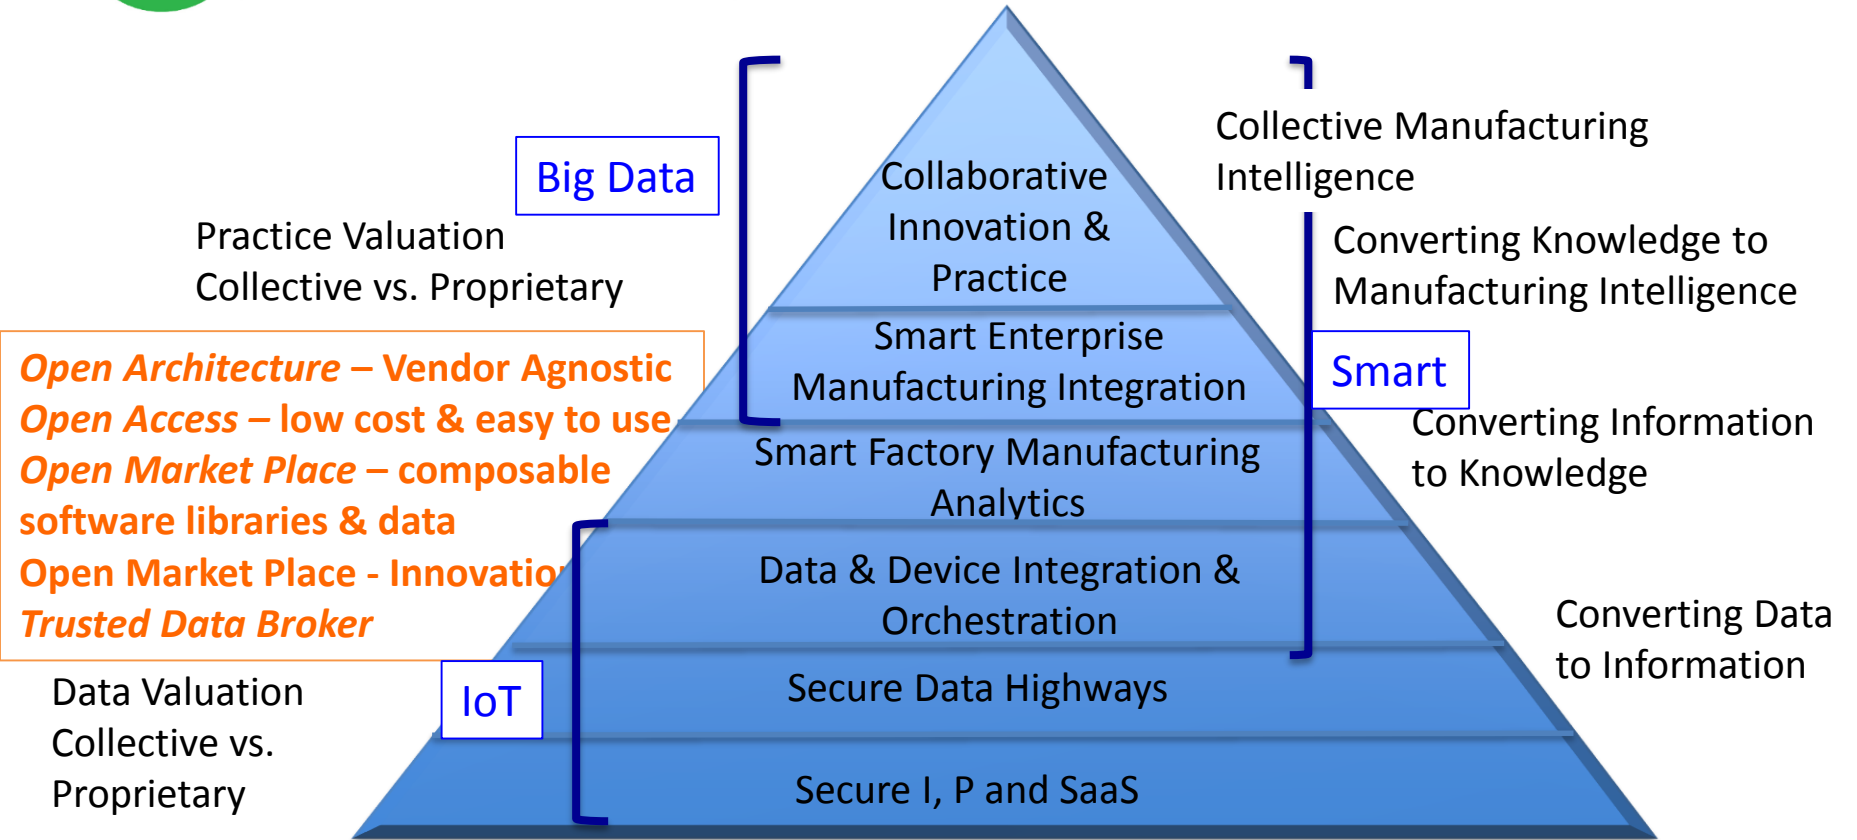 Big Data
Practice Valuation
Collective vs. Proprietary
Open Architecture – Vendor Agnostic
Open Access – low cost & easy to use
Open Market Place – composable
software libraries & data
Open Market Place - Innovation
Trusted Data Broker
Data Valuation
Collective vs.
Proprietary
IoT
Collaborative
Innovation &
Practice
Smart Enterprise
Manufacturing Integration
Smart Factory Manufacturing
Analytics
Data & Device Integration &
Orchestration
Secure Data Highways
Secure I, P and SaaS
Collective Manufacturing
Intelligence
Converting Knowledge to
Manufacturing Intelligence
Smart
Converting Information
to Knowledge
Converting Data
to Information